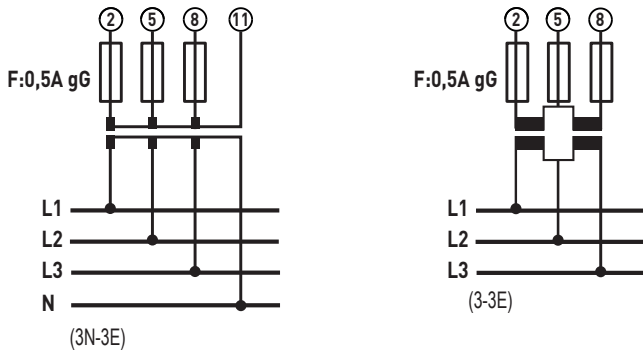 2 5 8 11
F:0,5A gG
L1
L2
L3
N
(3N-3E)
2 5 8
F:0,5A gG
L1
L2
L3
(3-3E)